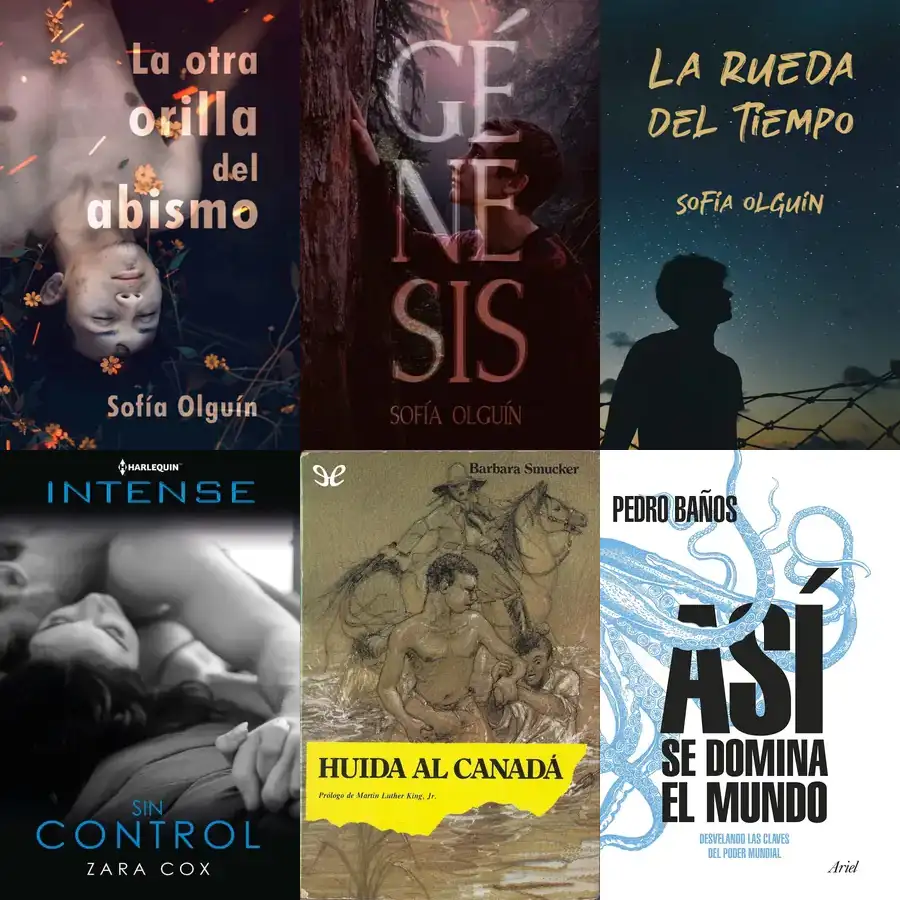 La otra
orilla
del
abismo
Sofía Olguín
GÉ
NE
SIS
SOFÍA OLGUÍN
LA RUEDA
DEL TIEMPO
SOFÍA OLGUÍN
HARLEQUIN™
INTENSE
SIN
CONTROL
ZARA COX
Barbara Smucker
HUIDA AL CANADÁ
Prólogo de Martin Luther King, Jr.
PEDRO BAÑOS
ASÍ
SE DOMINA
EL MUNDO
DESVELANDO LAS CLAVES
DEL PODER MUNDIAL
Ariel